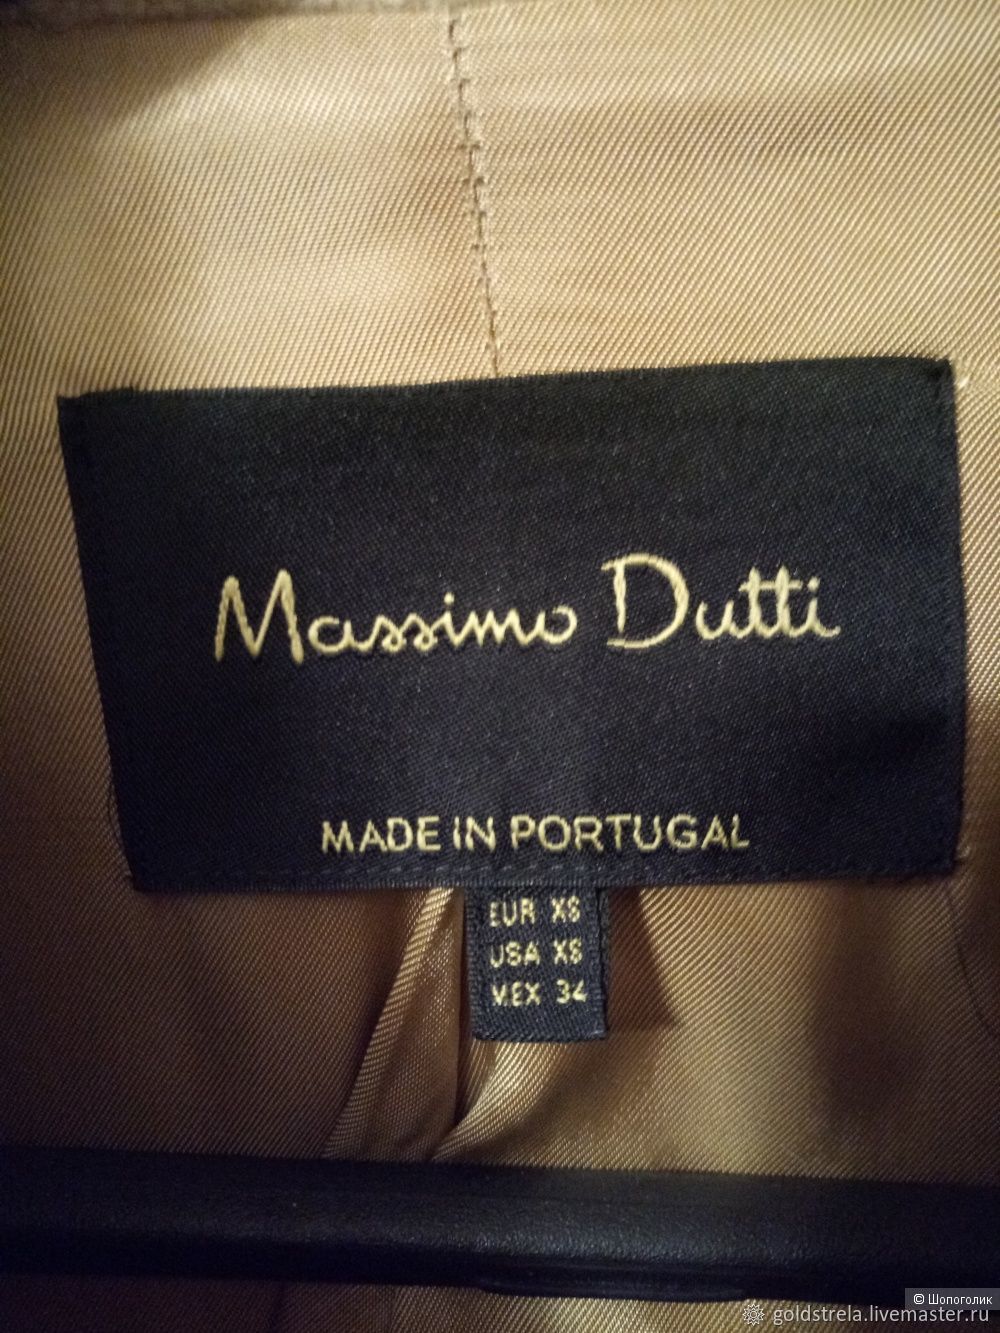 Massimo Dutti
MADE IN PORTUGAL
EUR XS
USA XS
MEX 34
© Шопоголик
goldstrela.livemaster.ru